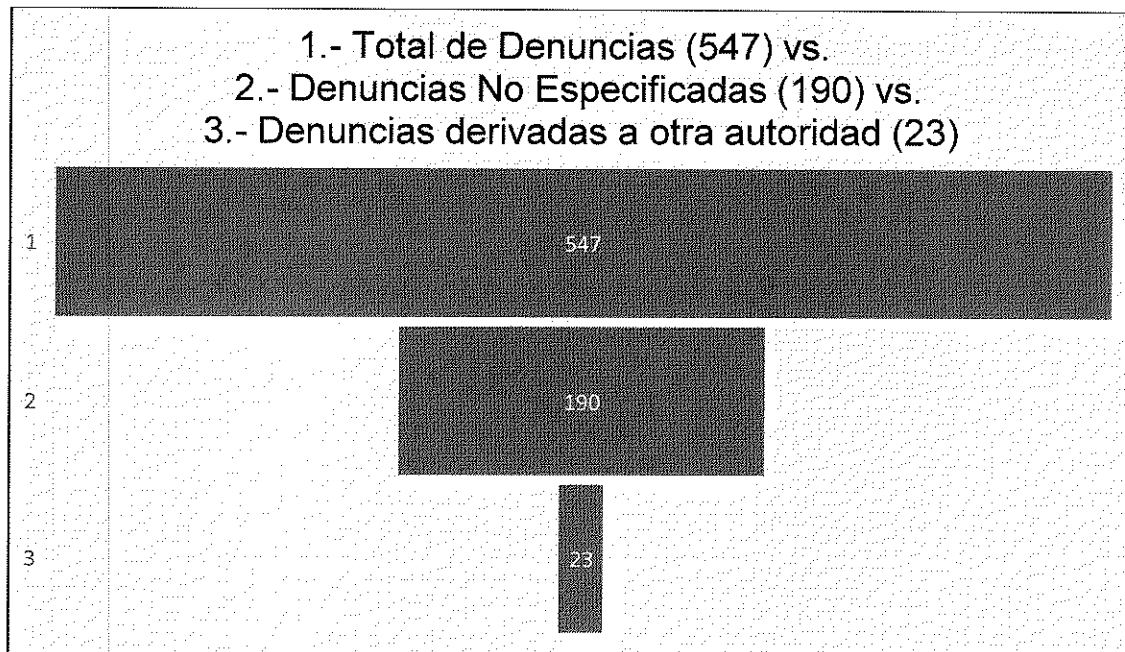 1.- Total de Denuncias (547) vs.
2.- Denuncias No Especificadas (190) vs.
3.- Denuncias derivadas a otra autoridad (23)
1
547
2
190
3
23